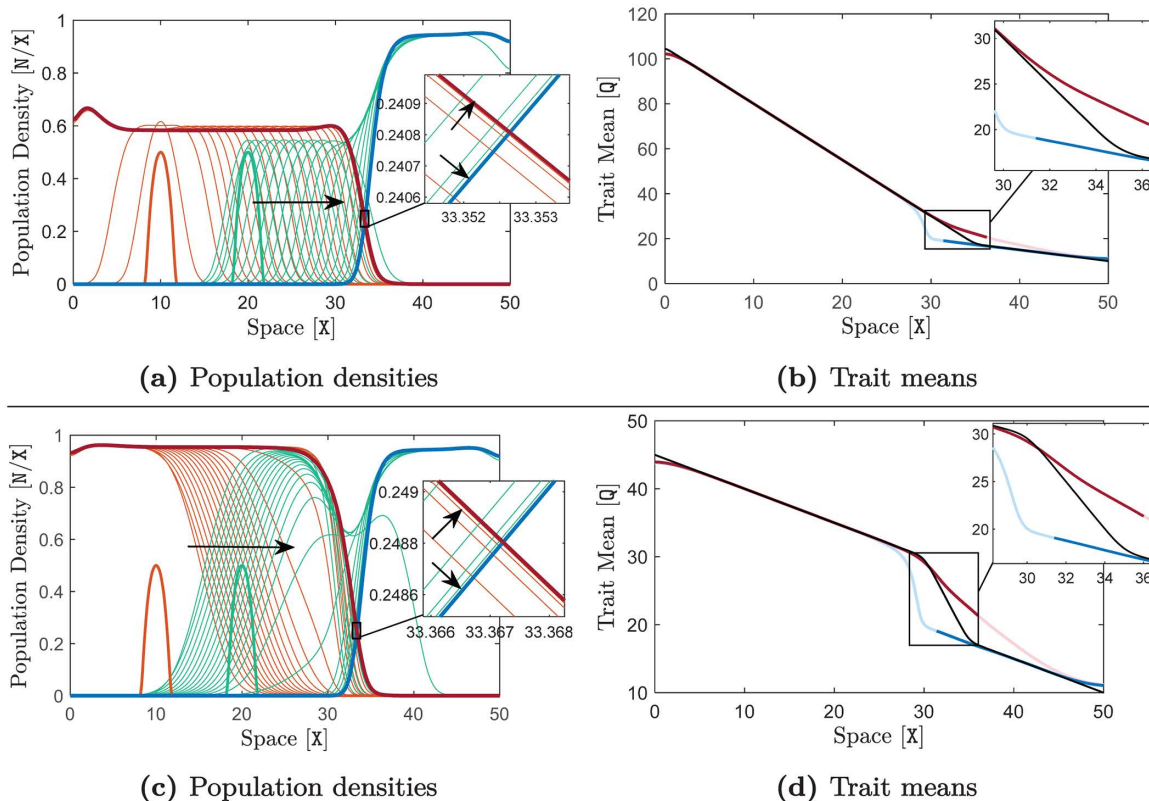 1
0.8
0.6
0.4
0.2
0
0 10 20 30 40 50
Population Density [N/X]
Space [X]
0.2409
0.2408
0.2407
0.2406
33.352 33.353
(a) Population densities
120
100
80
60
40
20
0
0 10 20 30 40 50
Trait Mean [Q]
Space [X]
30
25
20
30 32 34 36
(b) Trait means
1
0.8
0.6
0.4
0.2
0
0 10 20 30 40 50
Population Density [N/X]
Space [X]
0.249
0.2488
0.2486
33.366 33.367 33.368
(c) Population densities
50
40
30
20
10
0 10 20 30 40 50
Trait Mean [Q]
Space [X]
30
25
20
30 32 34 36
(d) Trait means